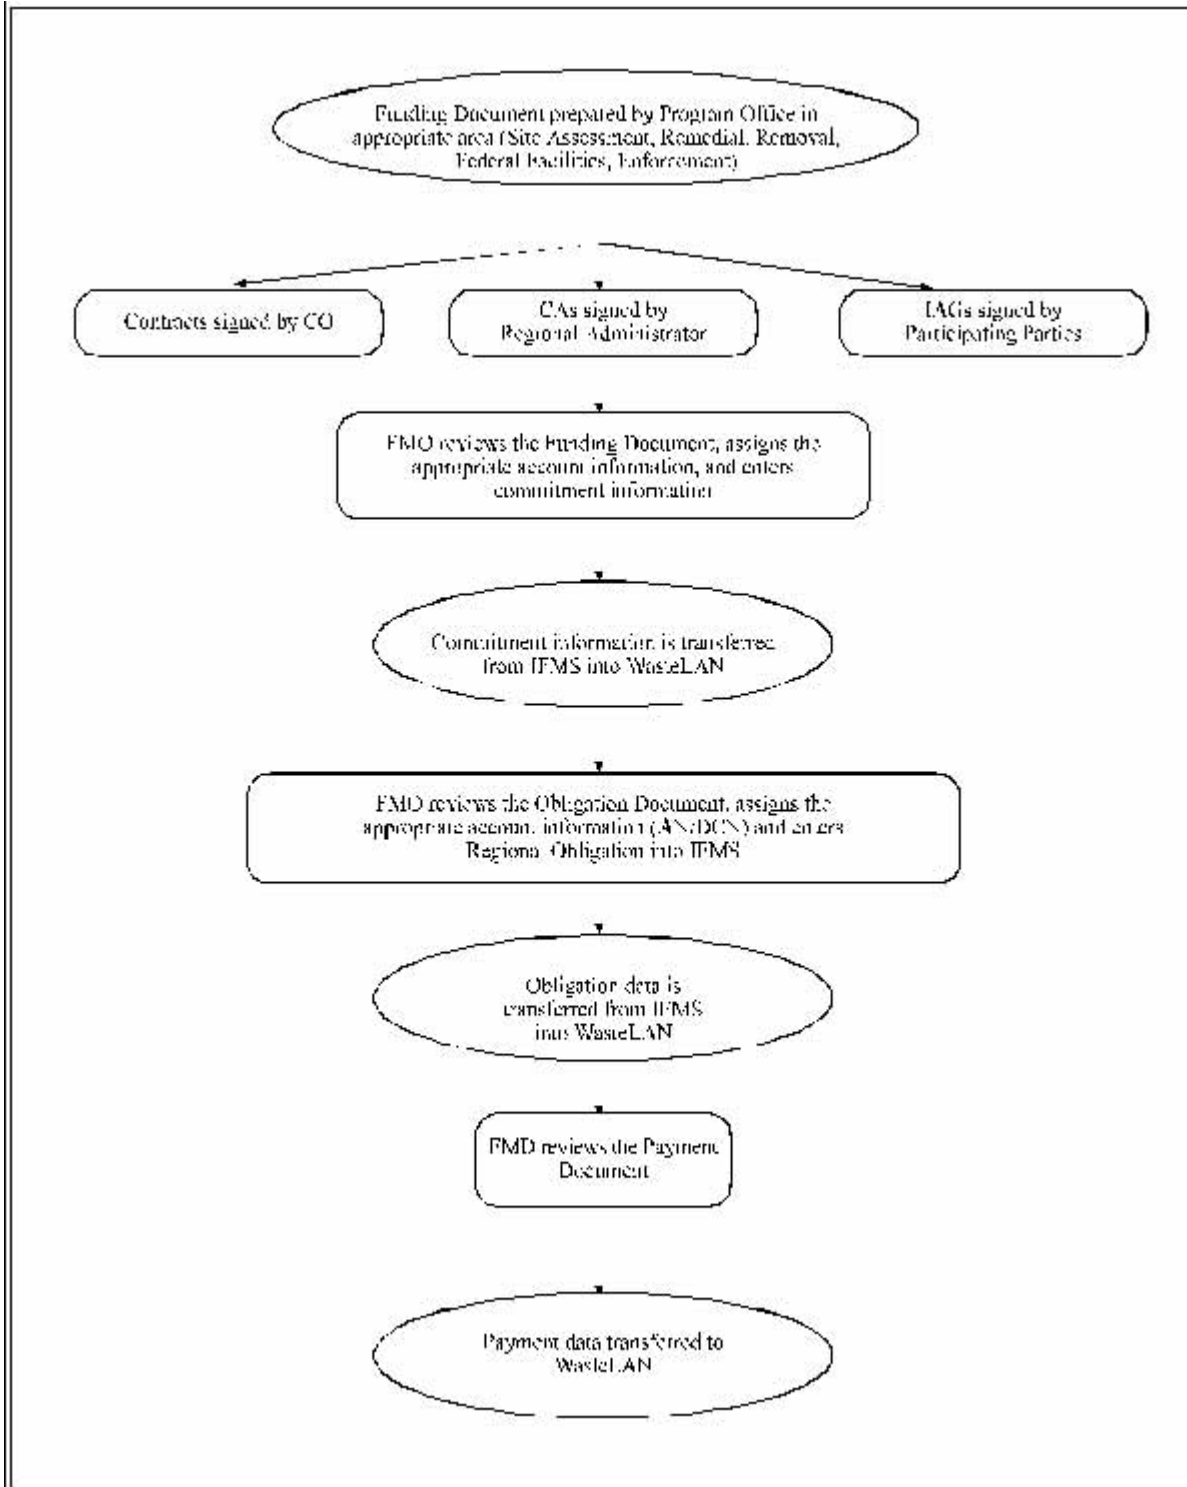 Funding Document prepared by Program Office in
appropriate area (Site Assessment, Remedial, Removal,
Federal Facilities, Enforcement)
Contracts signed by CO
CAs signed by
Regional Administrator
IAGs signed by
Participating Parties
FMO reviews the Funding Document, assigns the
appropriate account information, and enters
commitment information
Commitment information is transferred
from IFMS into WasteLAN
FMO reviews the Obligation Document, assigns the
appropriate account information (AN/DCN) and enters
Regional Obligation into IFMS
Obligation data is
transferred from IFMS
into WasteLAN
FMD reviews the Payment
Document
Payment data transferred to
WasteLAN